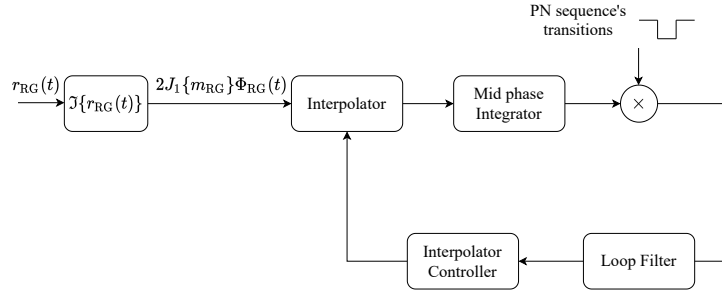 PN sequence's
transitions
r_RG(t)
2J_1{m_RG}Φ_RG(t)
ℑ{r_RG(t)}
Interpolator
Mid phase
Integrator
×
Interpolator
Controller
Loop Filter